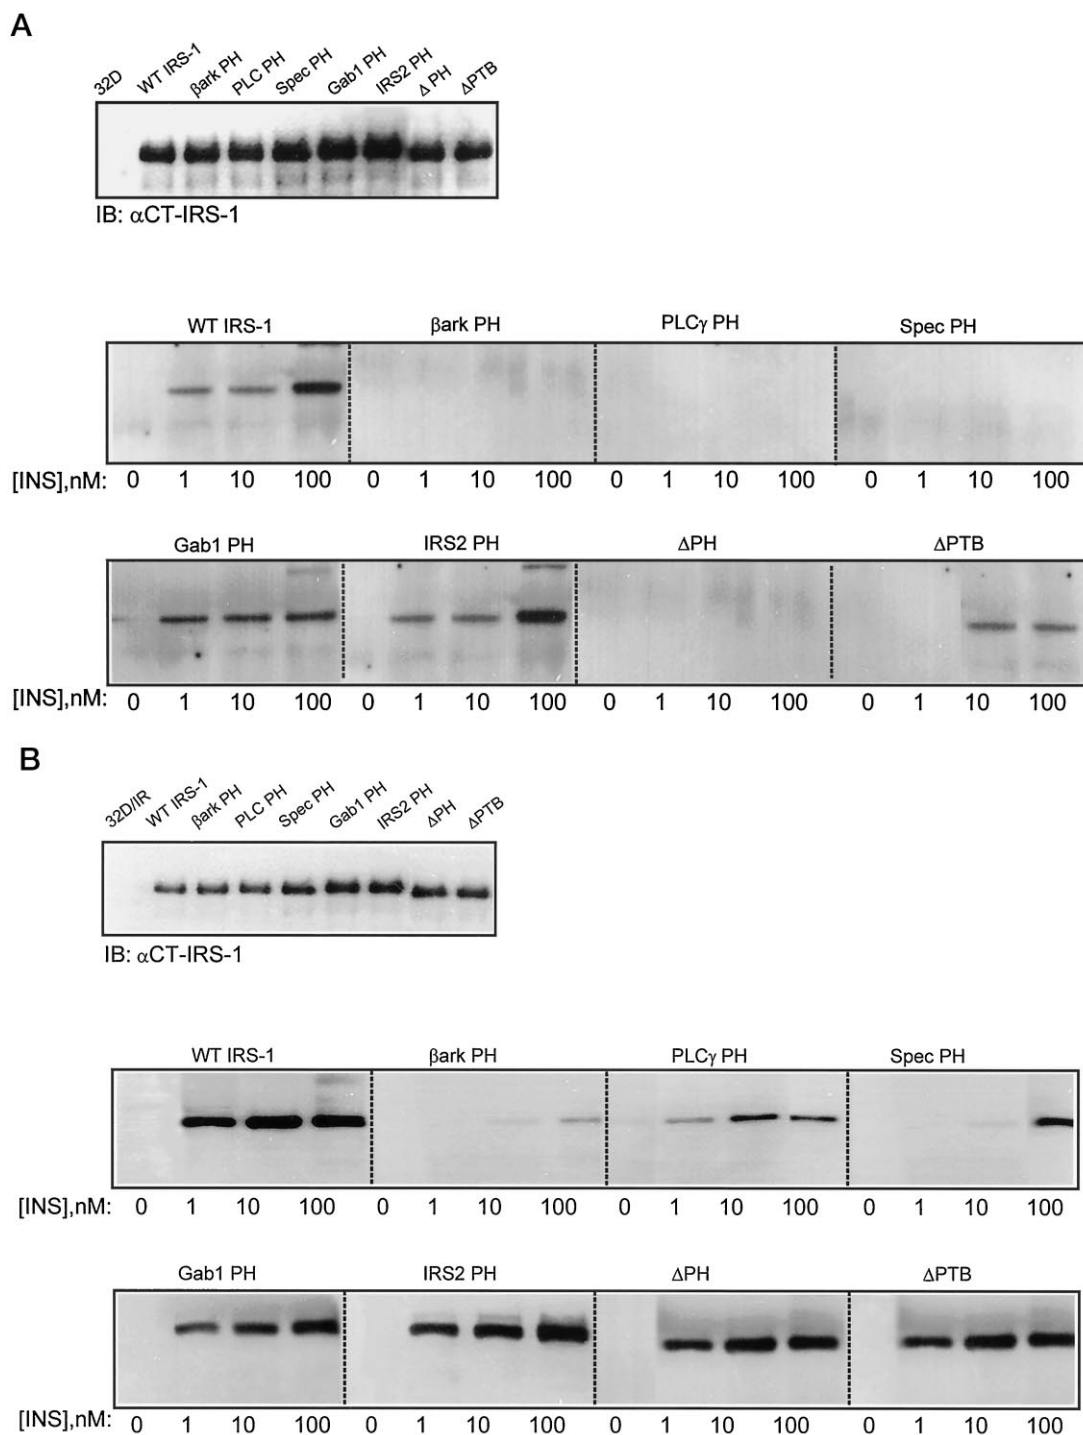 A
32D WT IRS-1 βark PH PLC PH Spec PH Gab1 PH IRS2 PH Δ PH ΔPTB
IB: αCT-IRS-1
WT IRS-1 βark PH PLCγ PH Spec PH
[INS],nM: 0 1 10 100 0 1 10 100 0 1 10 100 0 1 10 100
Gab1 PH IRS2 PH ΔPH ΔPTB
[INS],nM: 0 1 10 100 0 1 10 100 0 1 10 100 0 1 10 100
B
32D/IR WT IRS-1 βark PH PLC PH Spec PH Gab1 PH IRS2 PH ΔPH ΔPTB
IB: αCT-IRS-1
WT IRS-1 βark PH PLCγ PH Spec PH
[INS],nM: 0 1 10 100 0 1 10 100 0 1 10 100 0 1 10 100
Gab1 PH IRS2 PH ΔPH ΔPTB
[INS],nM: 0 1 10 100 0 1 10 100 0 1 10 100 0 1 10 100